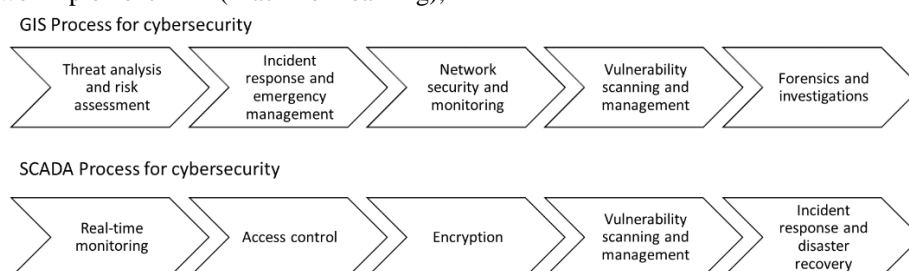 GIS Process for cybersecurity
Threat analysis
and risk
assessment
Incident
response and
emergency
management
Network
security and
monitoring
Vulnerability
scanning and
management
Forensics and
investigations
SCADA Process for cybersecurity
Real-time
monitoring
Access control
Encryption
Vulnerability
scanning and
management
Incident
response and
disaster
recovery